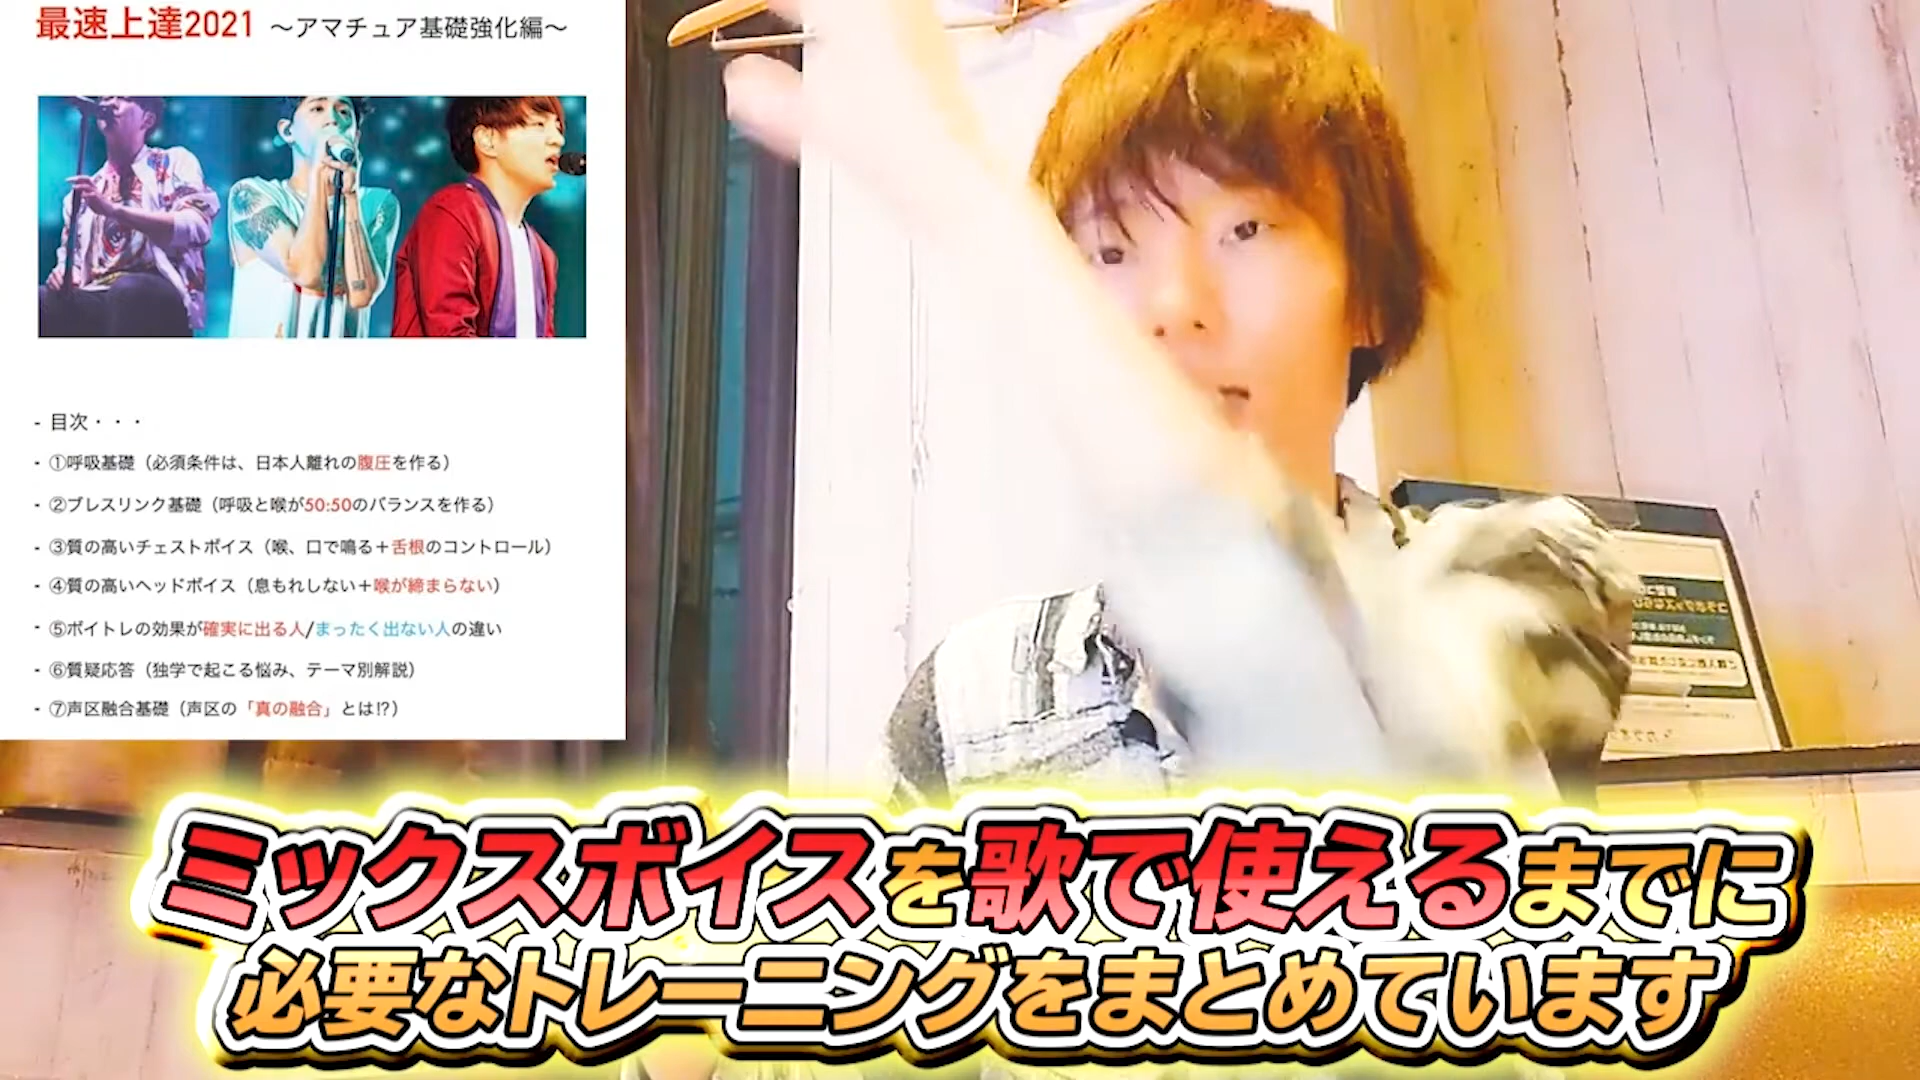 最速上達2021 〜アマチュア基礎強化編〜
- 目次・・・
- ①呼吸基礎（必須条件は、日本人離れの腹圧を作る）
- ②ブレスリンク基礎（呼吸と喉が50:50のバランスを作る）
- ③質の高いチェストボイス（喉、口で鳴る＋舌根のコントロール）
- ④質の高いヘッドボイス（息もれしない＋喉が締まらない）
- ⑤ボイトレの効果が確実に出る人/まったく出ない人の違い
- ⑥質疑応答（独学で起こる悩み、テーマ別解説）
- ⑦声区融合基礎（声区の「真の融合」とは!?）
ミックスボイスを歌で使えるまでに
必要なトレーニングをまとめています